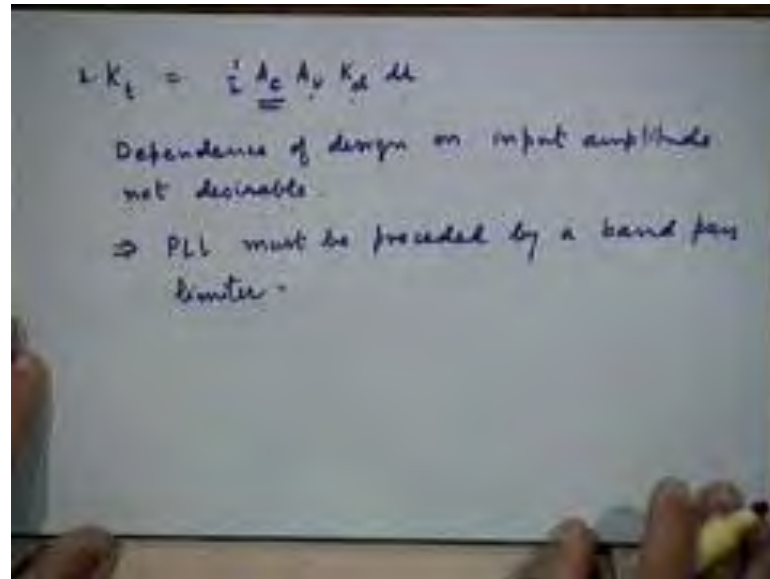 K_t = ½ A_c A_v K_d μ
Dependence of design on input amplitude
not desirable.
⇒ PLL must be preceded by a band pass
limiter.